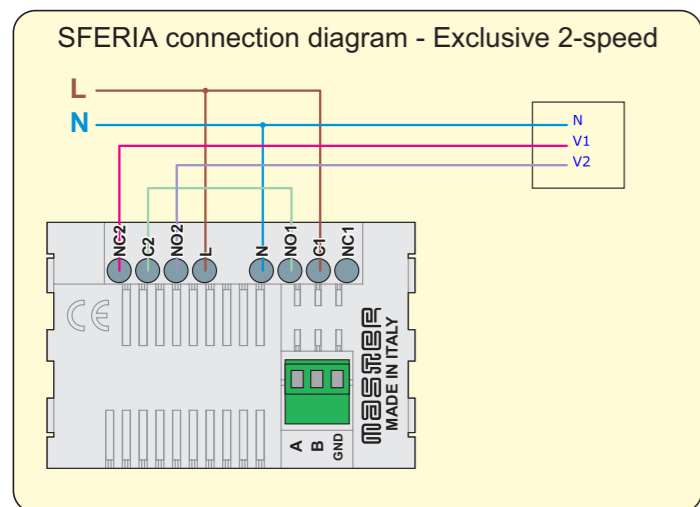 SFERIA connection diagram - Exclusive 2-speed
L
N
N
V1
V2
NC2 C2 NO2 L N NO1 C1 NC1
CE
MASTER
MADE IN ITALY
A B GND